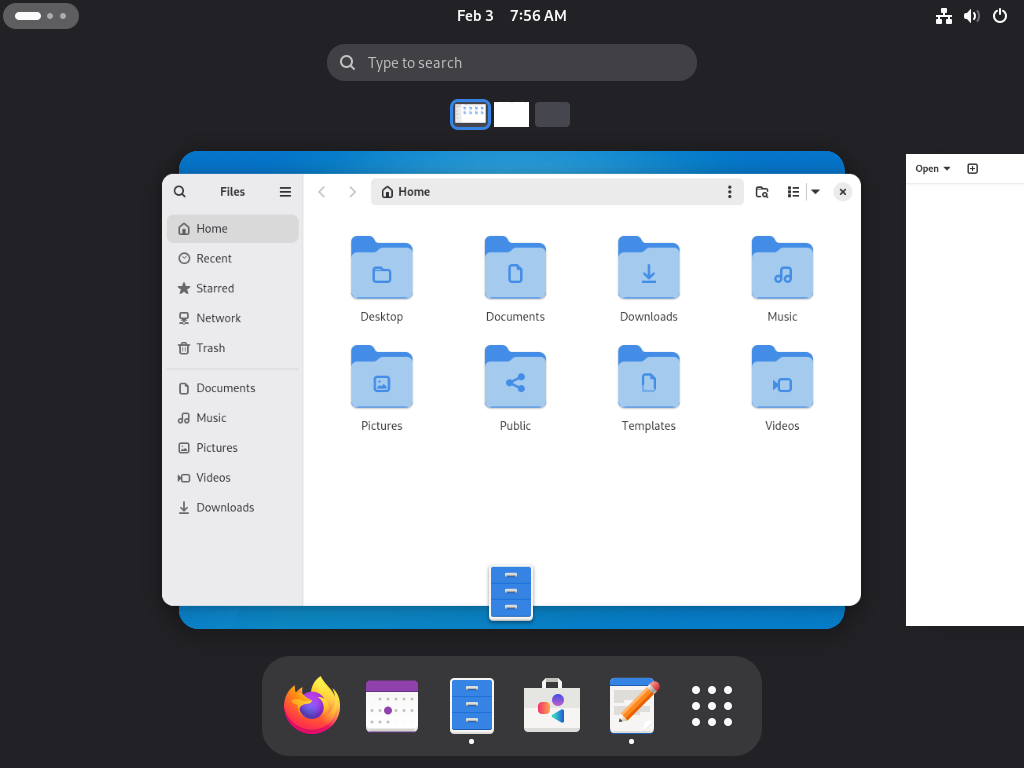 Feb 3 7:56 AM
Type to search
Files
Home
Open
Home
Recent
Starred
Network
Trash
Documents
Music
Pictures
Videos
Downloads
Desktop
Documents
Downloads
Music
Pictures
Public
Templates
Videos